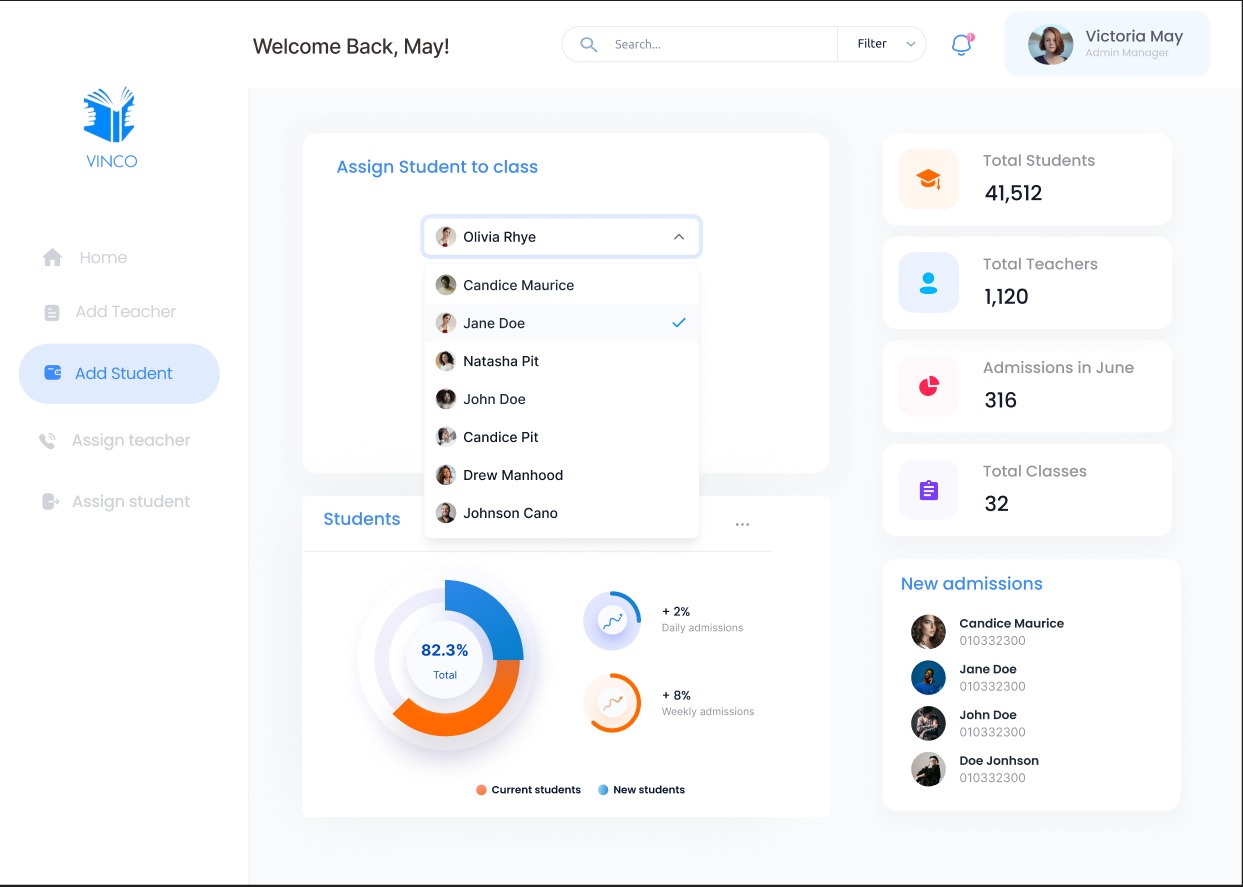 Welcome Back, May!
Search...
Filter
1
Victoria May
Admin Manager
VINCO
Home
Add Teacher
Add Student
Assign teacher
Assign student
Assign Student to class
Olivia Rhye
Candice Maurice
Jane Doe
Natasha Pit
John Doe
Candice Pit
Drew Manhood
Johnson Cano
Students
...
82.3%
Total
+ 2%
Daily admissions
+ 8%
Weekly admissions
Current students
New students
Total Students
41,512
Total Teachers
1,120
Admissions in June
316
Total Classes
32
New admissions
Candice Maurice
010332300
Jane Doe
010332300
John Doe
010332300
Doe Jonhson
010332300